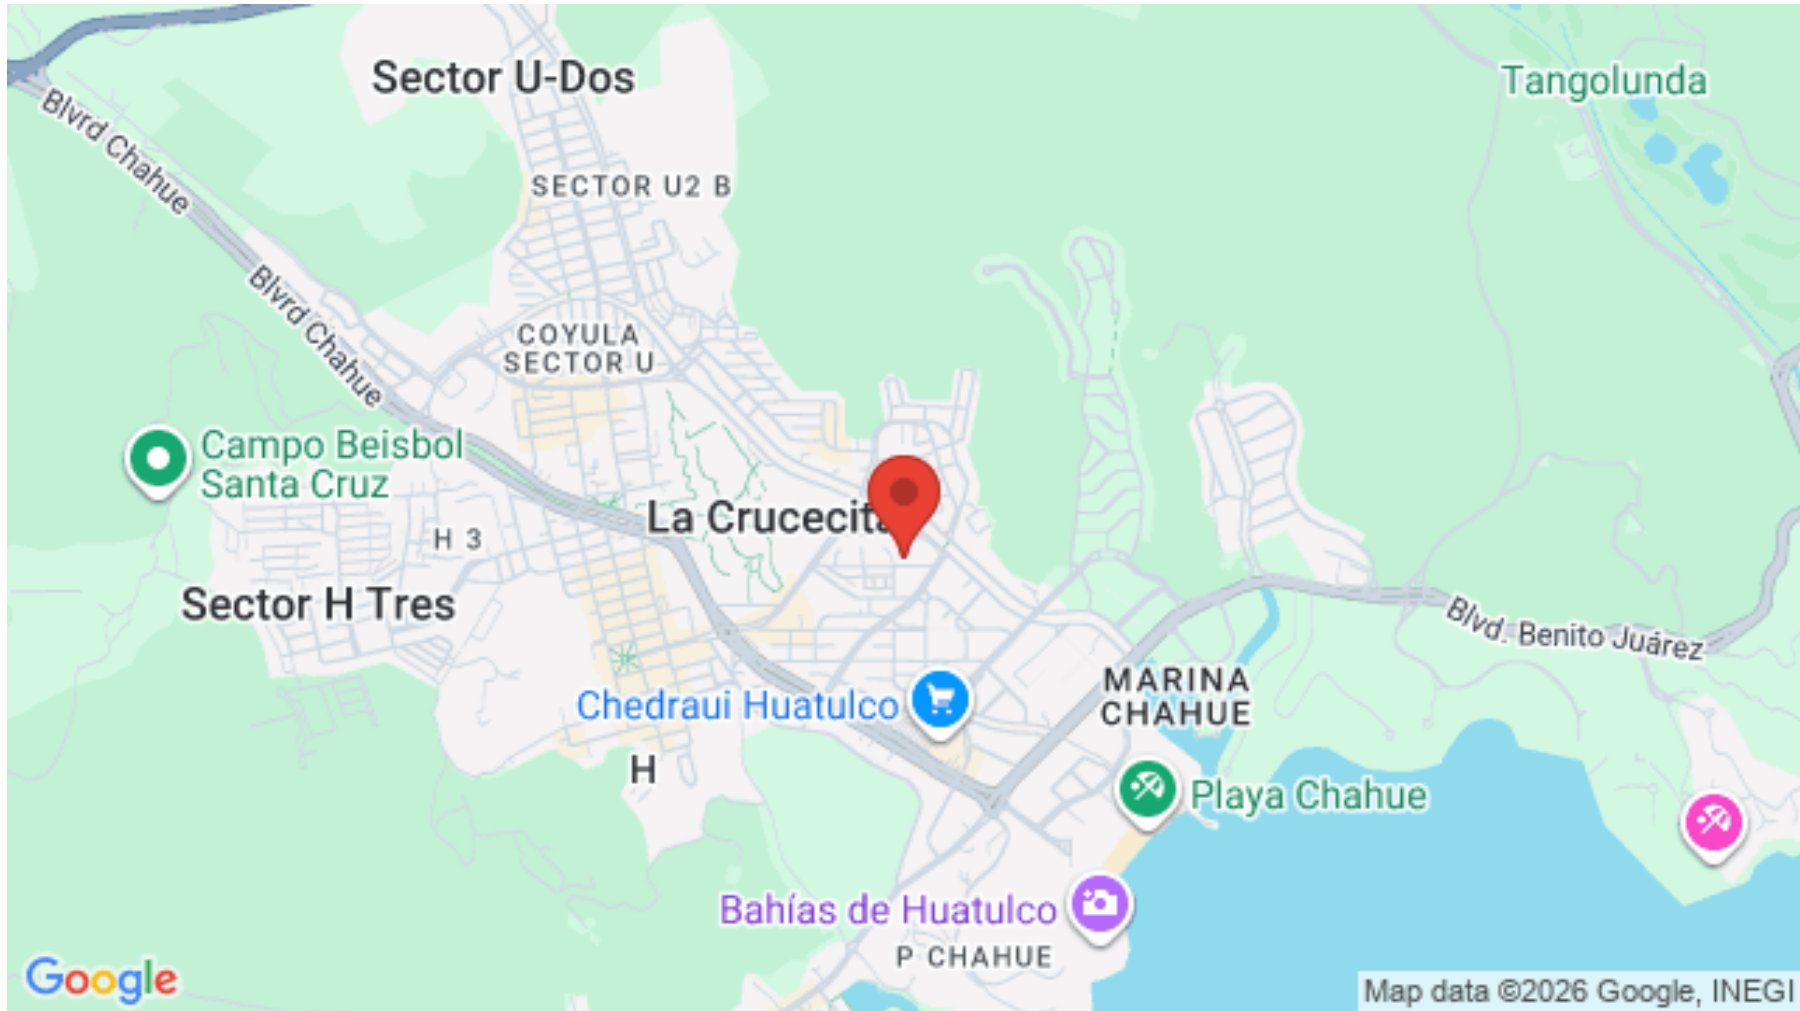 Sector U-Dos
Tangolunda
Blvrd Chahue
SECTOR U2 B
Blvrd Chahue
COYULA
SECTOR U
Campo Beisbol
Santa Cruz
La Crucecita
H 3
Sector H Tres
Blvd. Benito Juárez
MARINA
CHAHUE
Chedraui Huatulco
H
Playa Chahue
Bahías de Huatulco
P CHAHUE
Google
Map data ©2026 Google, INEGI